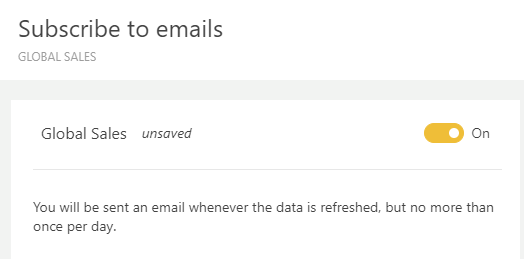 Subscribe to emails
GLOBAL SALES
Global Sales unsaved On
You will be sent an email whenever the data is refreshed, but no more than
once per day.